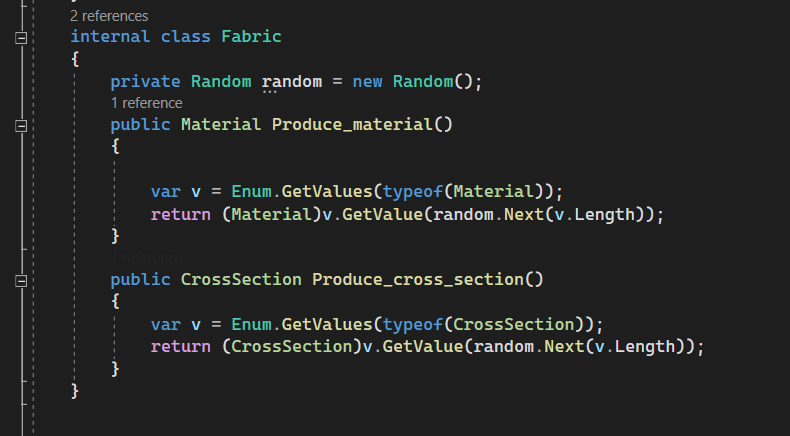 2 references
internal class Fabric
{
private Random random = new Random();
1 reference
public Material Produce_material()
{
var v = Enum.GetValues(typeof(Material));
return (Material)v.GetValue(random.Next(v.Length));
}
1 reference
public CrossSection Produce_cross_section()
{
var v = Enum.GetValues(typeof(CrossSection));
return (CrossSection)v.GetValue(random.Next(v.Length));
}
}